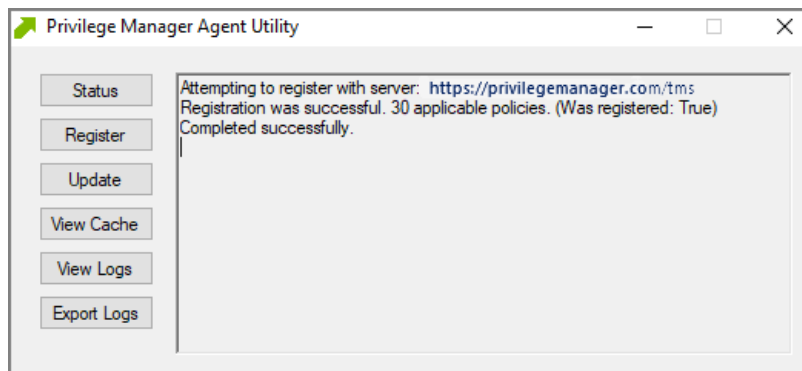 Privilege Manager Agent Utility
Status
Register
Update
View Cache
View Logs
Export Logs
Attempting to register with server: https://privilegemanager.com/tms
Registration was successful. 30 applicable policies. (Was registered: True)
Completed successfully.